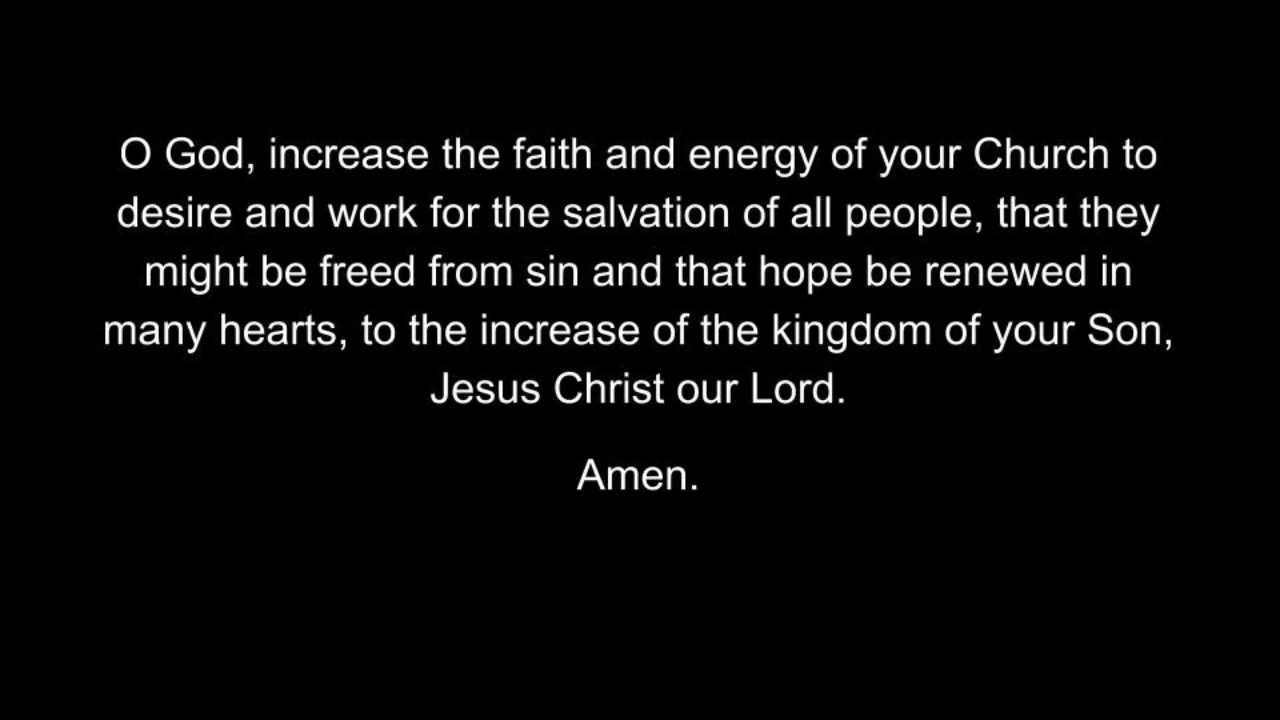 O God, increase the faith and energy of your Church to
desire and work for the salvation of all people, that they
might be freed from sin and that hope be renewed in
many hearts, to the increase of the kingdom of your Son,
Jesus Christ our Lord.
Amen.